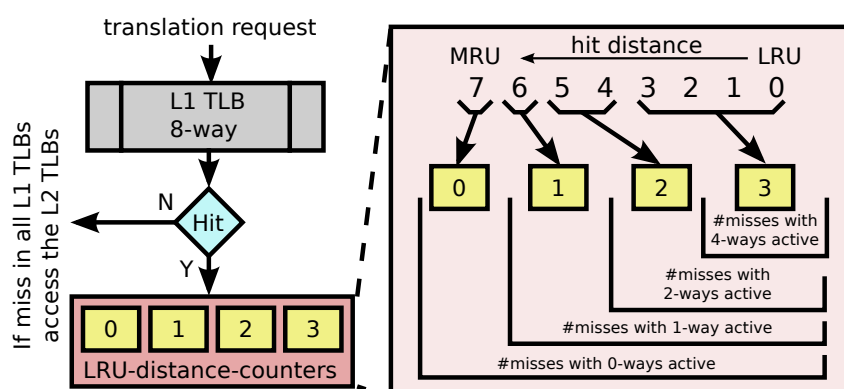 translation request
L1 TLB
8-way
N
Hit
Y
If miss in all L1 TLBs
access the L2 TLBs
0 1 2 3
LRU-distance-counters
hit distance
MRU LRU
7 6 5 4 3 2 1 0
0 1 2 3
#misses with
4-ways active
#misses with
2-ways active
#misses with 1-way active
#misses with 0-ways active